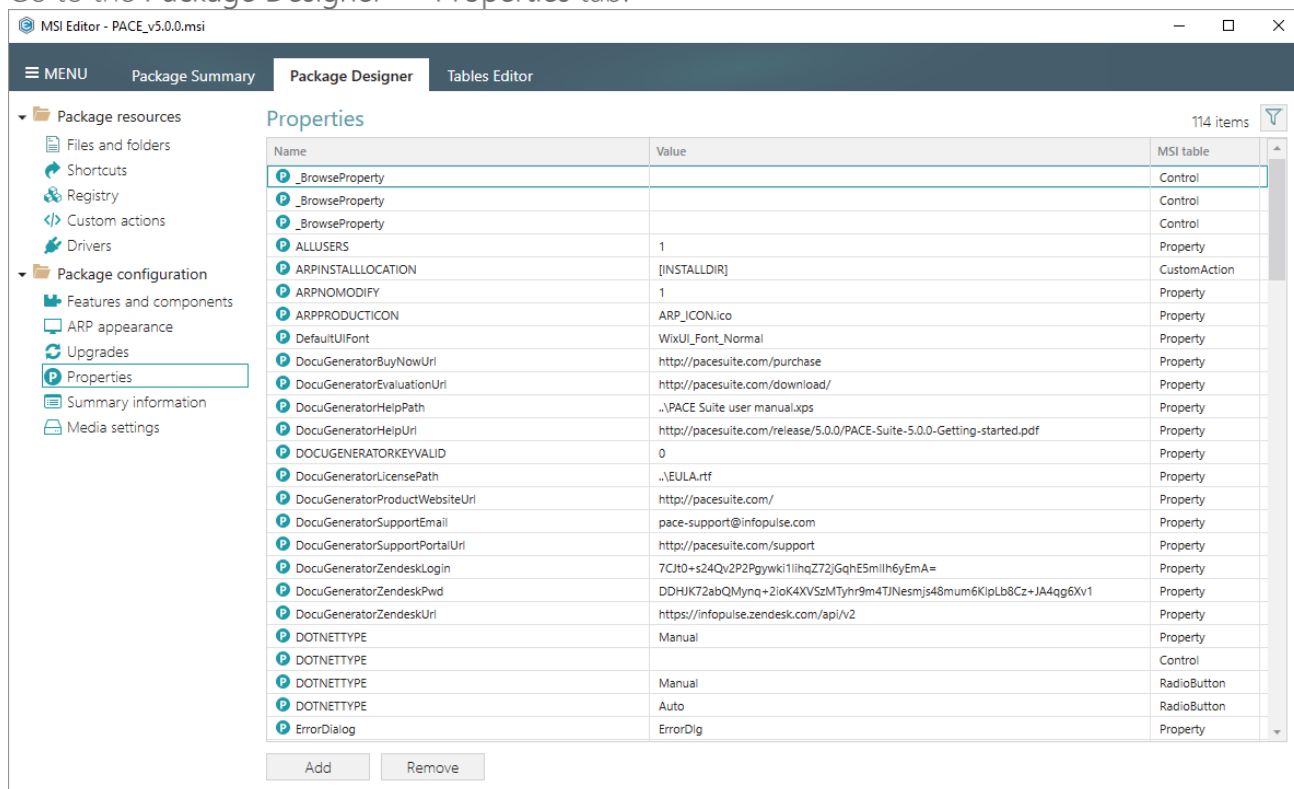 MSI Editor - PACE_v5.0.0.msi
MENU Package Summary Package Designer Tables Editor
Package resources
Files and folders
Shortcuts
Registry
Custom actions
Drivers
Package configuration
Features and components
ARP appearance
Upgrades
Properties
Summary information
Media settings
Properties 114 items
Name Value MSI table
_BrowseProperty Control
_BrowseProperty Control
_BrowseProperty Control
ALLUSERS 1 Property
ARPINSTALLLOCATION [INSTALLDIR] CustomAction
ARPNOMODIFY 1 Property
ARPPRODUCTICON ARP_ICON.ico Property
DefaultUIFont WixUI_Font_Normal Property
DocuGeneratorBuyNowUrl http://pacesuite.com/purchase Property
DocuGeneratorEvaluationUrl http://pacesuite.com/download/ Property
DocuGeneratorHelpPath ..\PACE Suite user manual.xps Property
DocuGeneratorHelpUrl http://pacesuite.com/release/5.0.0/PACE-Suite-5.0.0-Getting-started.pdf Property
DOCUGENERATORKEYVALID 0 Property
DocuGeneratorLicensePath ..\EULA.rtf Property
DocuGeneratorProductWebsiteUrl http://pacesuite.com/ Property
DocuGeneratorSupportEmail pace-support@infopulse.com Property
DocuGeneratorSupportPortalUrl http://pacesuite.com/support Property
DocuGeneratorZendeskLogin Property
DocuGeneratorZendeskPwd Property
DocuGeneratorZendeskUrl https://infopulse.zendesk.com/api/v2 Property
DOTNETTYPE Manual Property
DOTNETTYPE Control
DOTNETTYPE Manual RadioButton
DOTNETTYPE Auto RadioButton
ErrorDialog ErrorDlg Property
Add Remove